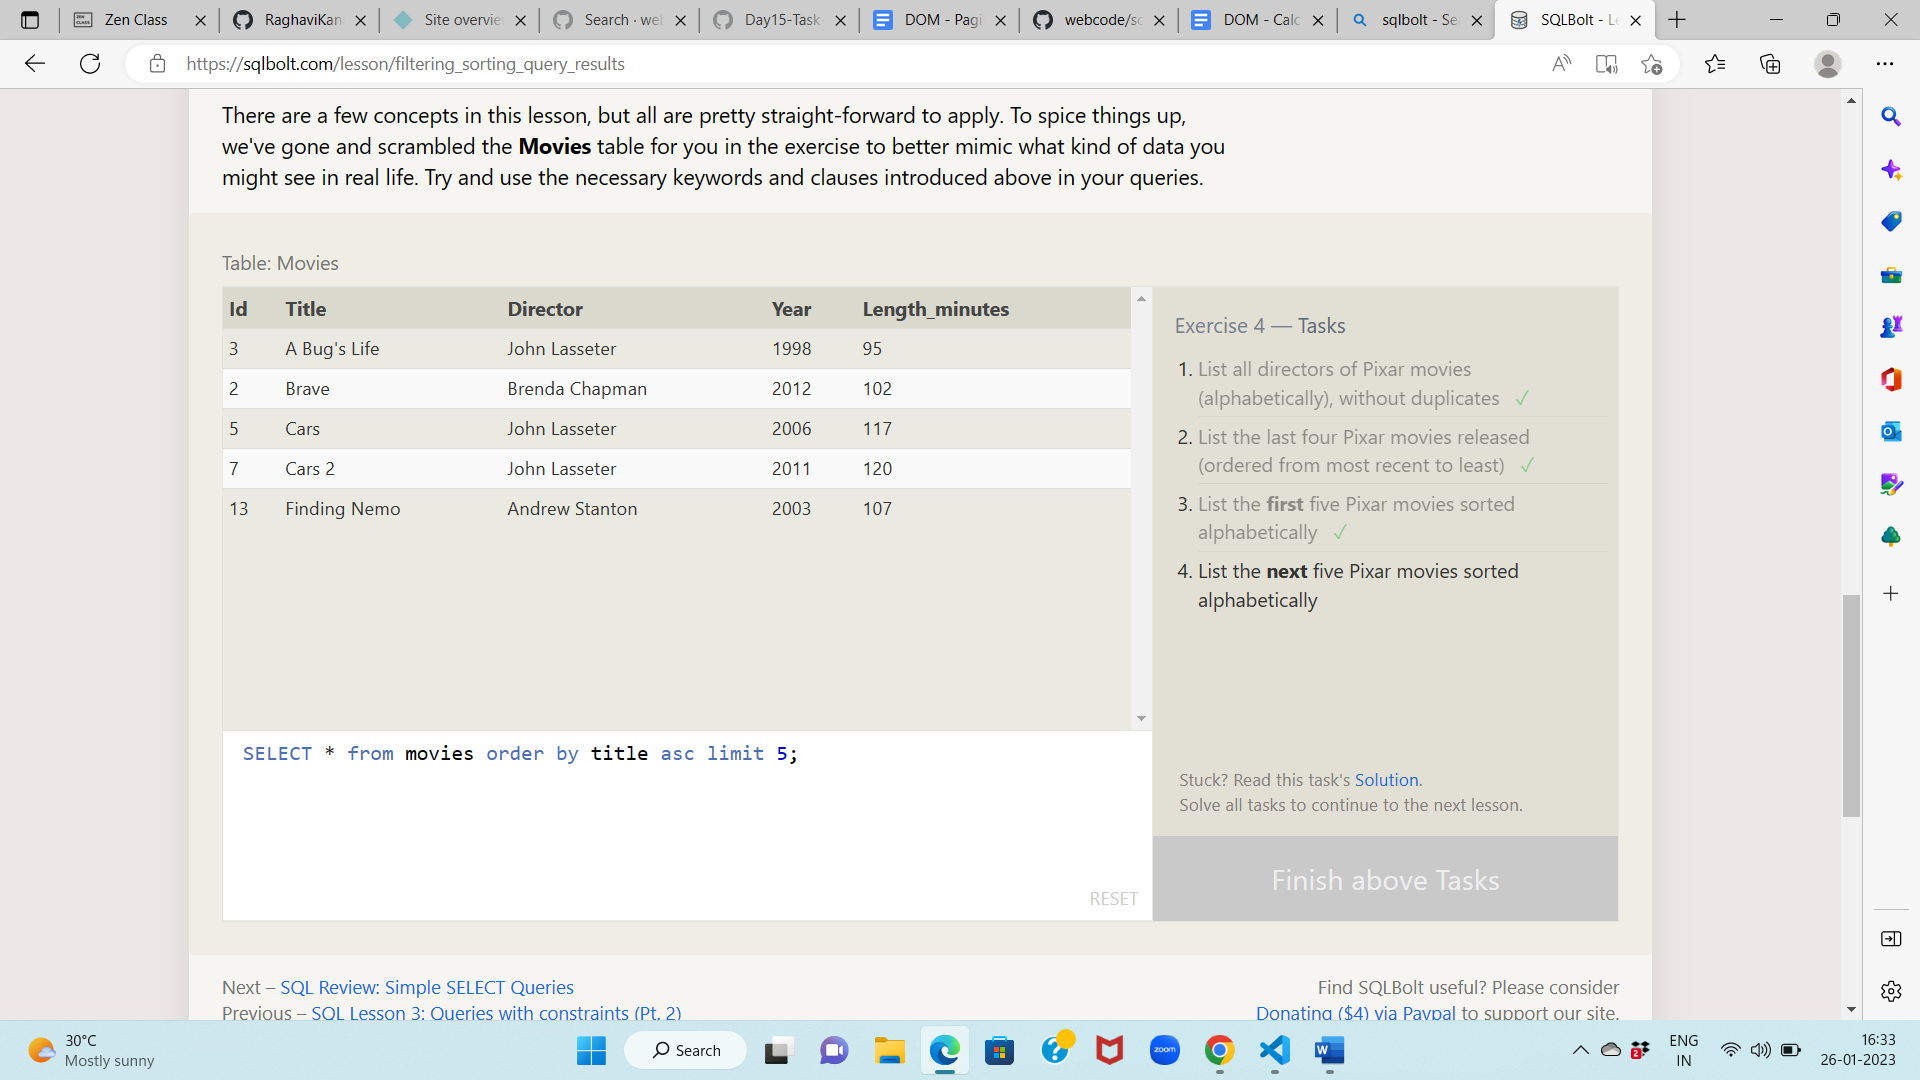 Zen Class
RaghaviKan
Site overvie
Search · we
Day15-Task
DOM - Pagi
webcode/sc
DOM - Calc
sqlbolt - Se
SQLBolt - Le
https://sqlbolt.com/lesson/filtering_sorting_query_results
There are a few concepts in this lesson, but all are pretty straight-forward to apply. To spice things up,
we've gone and scrambled the Movies table for you in the exercise to better mimic what kind of data you
might see in real life. Try and use the necessary keywords and clauses introduced above in your queries.
Table: Movies
Id Title Director Year Length_minutes
3 A Bug's Life John Lasseter 1998 95
2 Brave Brenda Chapman 2012 102
5 Cars John Lasseter 2006 117
7 Cars 2 John Lasseter 2011 120
13 Finding Nemo Andrew Stanton 2003 107
Exercise 4 — Tasks
1. List all directors of Pixar movies
(alphabetically), without duplicates ✓
2. List the last four Pixar movies released
(ordered from most recent to least) ✓
3. List the first five Pixar movies sorted
alphabetically ✓
4. List the next five Pixar movies sorted
alphabetically
SELECT * from movies order by title asc limit 5;
RESET
Stuck? Read this task's Solution.
Solve all tasks to continue to the next lesson.
Finish above Tasks
Next – SQL Review: Simple SELECT Queries
Previous – SQL Lesson 3: Queries with constraints (Pt. 2)
Find SQLBolt useful? Please consider
Donating ($4) via Paypal to support our site.
30°C
Mostly sunny
Search
zoom
2
ENG
IN
16:33
26-01-2023